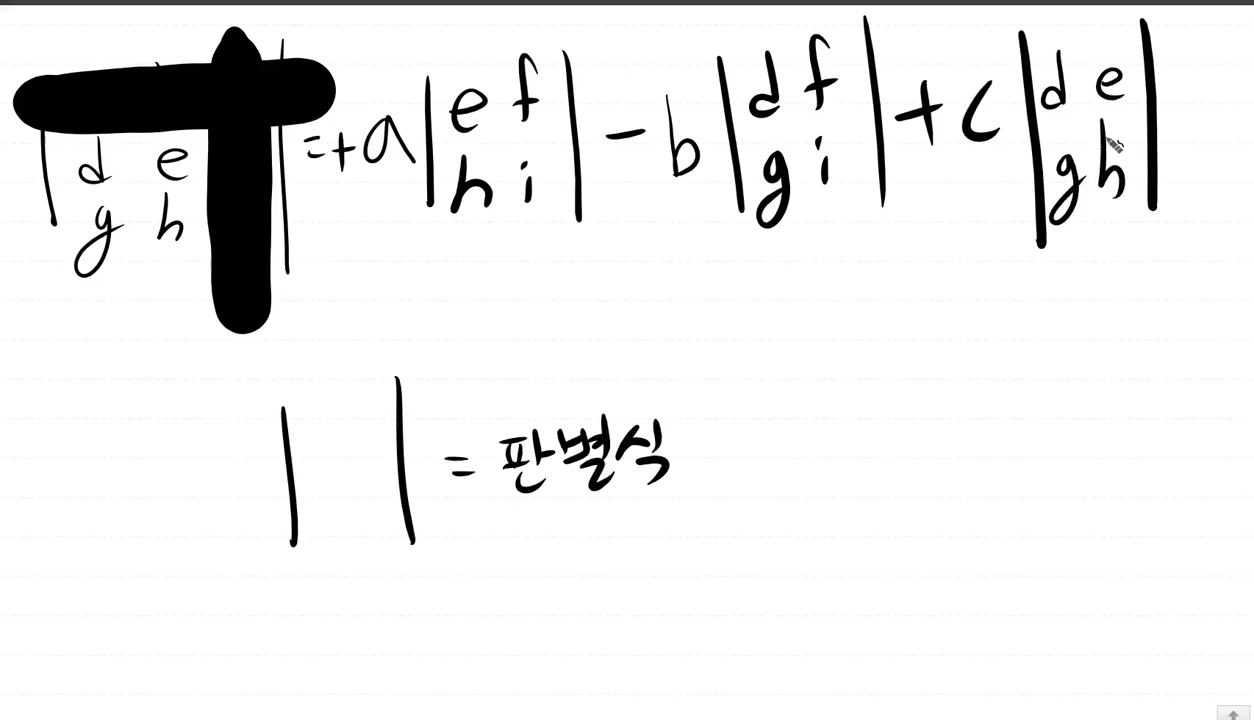 | d e | = + a | e f | - b | d f | + c | d e |
| g h | | h i | | g i | | g h |
| | = 판별식